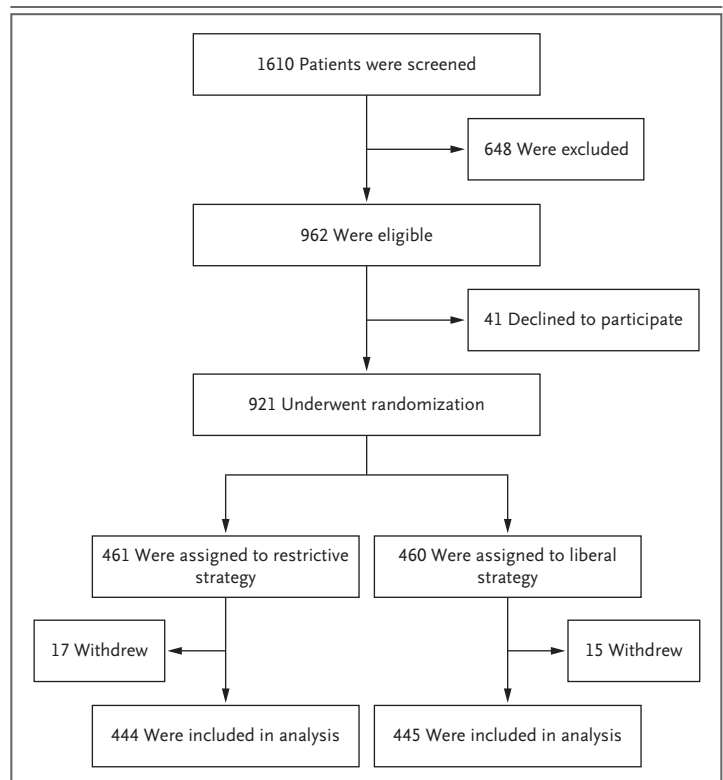 1610 Patients were screened
648 Were excluded
962 Were eligible
41 Declined to participate
921 Underwent randomization
461 Were assigned to restrictive
strategy
460 Were assigned to liberal
strategy
17 Withdrew
15 Withdrew
444 Were included in analysis
445 Were included in analysis